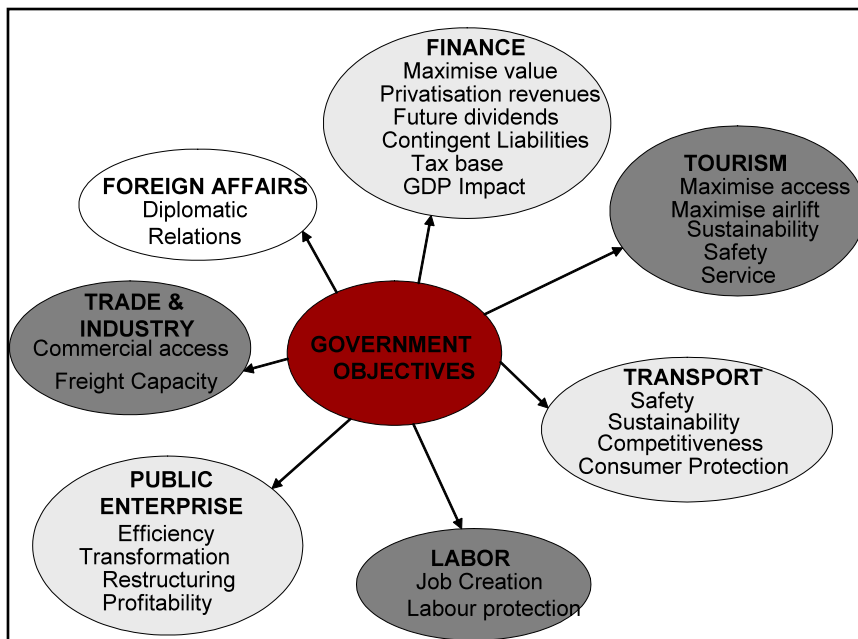 FINANCE
Maximise value
Privatisation revenues
Future dividends
Contingent Liabilities
Tax base
GDP Impact
TOURISM
Maximise access
Maximise airlift
Sustainability
Safety
Service
FOREIGN AFFAIRS
Diplomatic
Relations
TRADE &
INDUSTRY
Commercial access
Freight Capacity
GOVERNMENT
OBJECTIVES
TRANSPORT
Safety
Sustainability
Competitiveness
Consumer Protection
PUBLIC
ENTERPRISE
Efficiency
Transformation
Restructuring
Profitability
LABOR
Job Creation
Labour protection